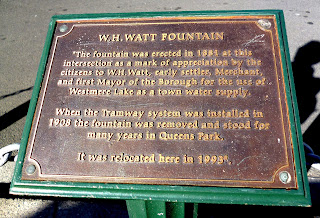 W.H.WATT FOUNTAIN
"The fountain was erected in 1881 at this
intersection as a mark of appreciation by the
citizens to W.H.Watt, early settler, Merchant,
and first Mayor of the Borough for the use of
Westmere Lake as a town water supply.
When the Tramway system was installed in
1908 the fountain was removed and stood for
many years in Queens Park.
It was relocated here in 1995".